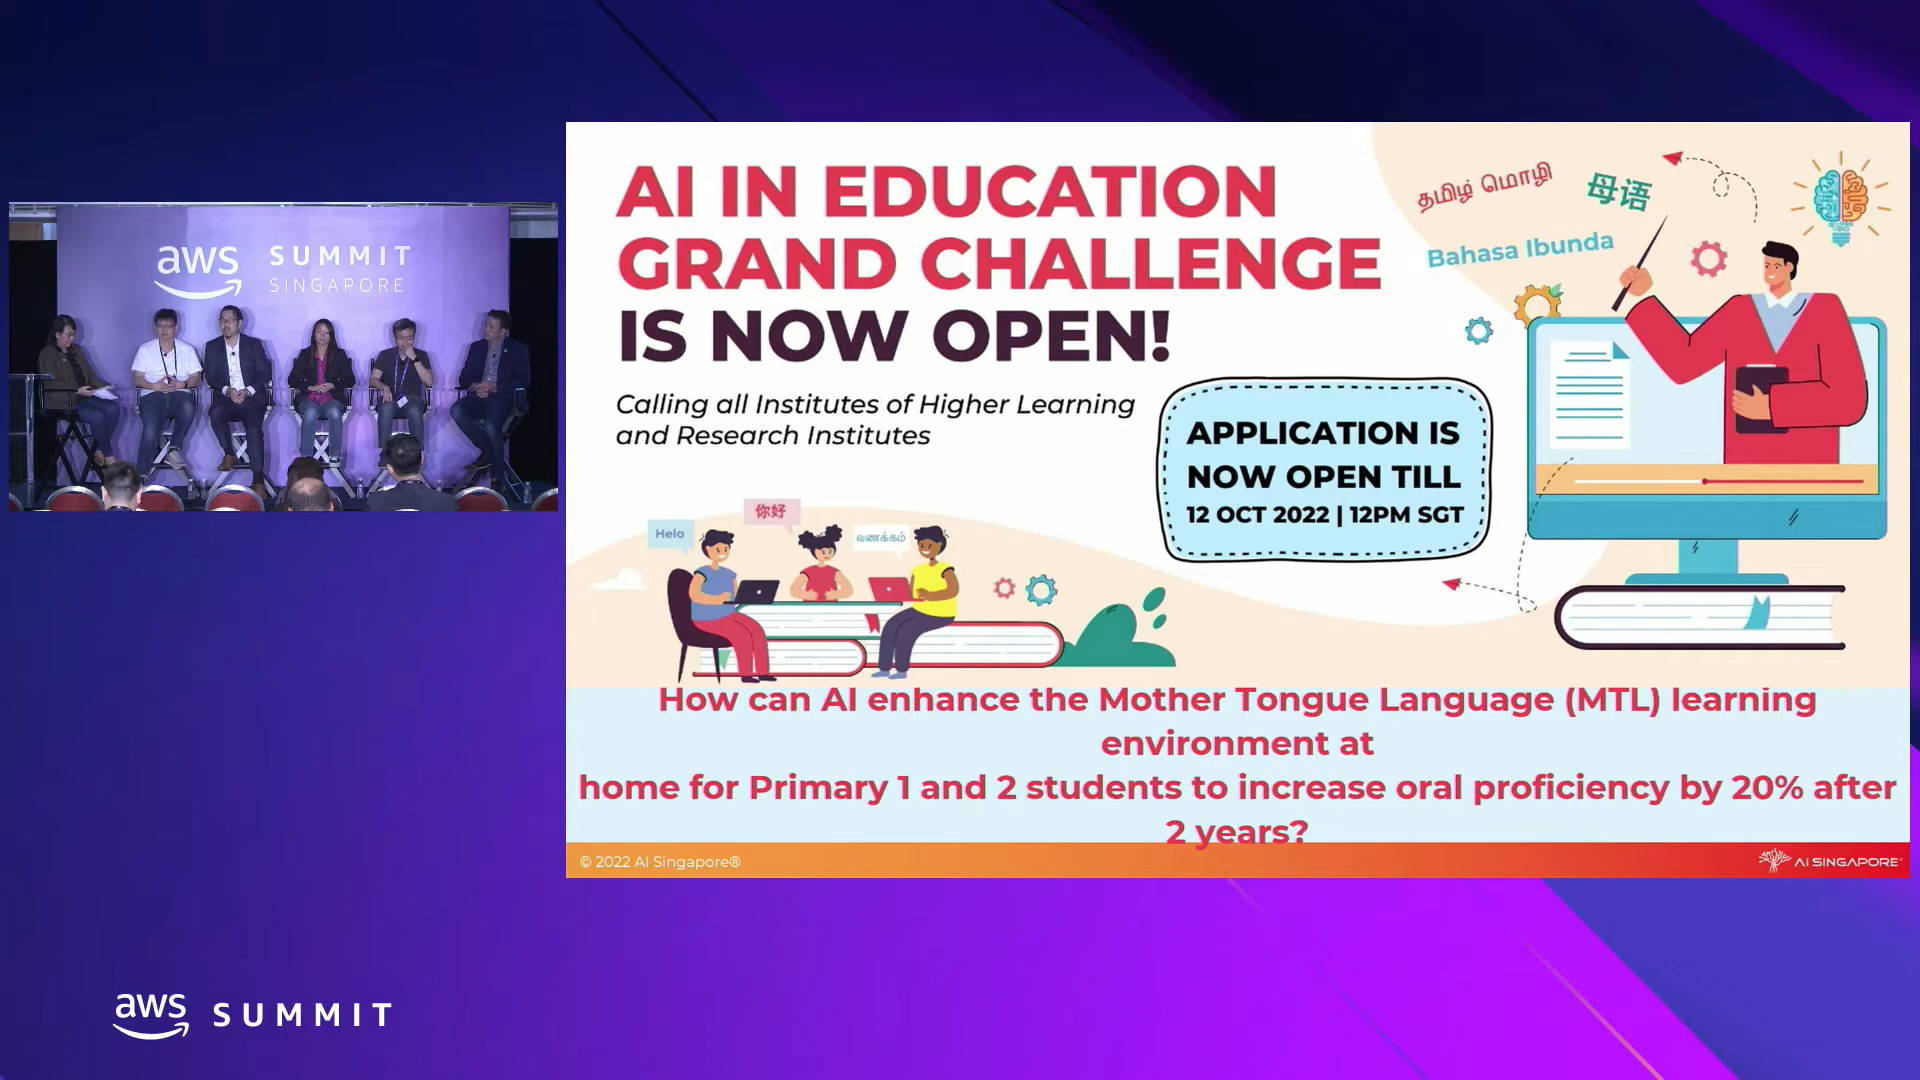 aws SUMMIT
SINGAPORE
AI IN EDUCATION
GRAND CHALLENGE
IS NOW OPEN!
Calling all Institutes of Higher Learning
and Research Institutes
தமிழ் மொழி
母语
Bahasa Ibunda
APPLICATION IS
NOW OPEN TILL
12 OCT 2022 | 12PM SGT
Helo
你好
வணக்கம்
How can AI enhance the Mother Tongue Language (MTL) learning
environment at
home for Primary 1 and 2 students to increase oral proficiency by 20% after
2 years?
© 2022 AI Singapore®
AI SINGAPORE
aws SUMMIT